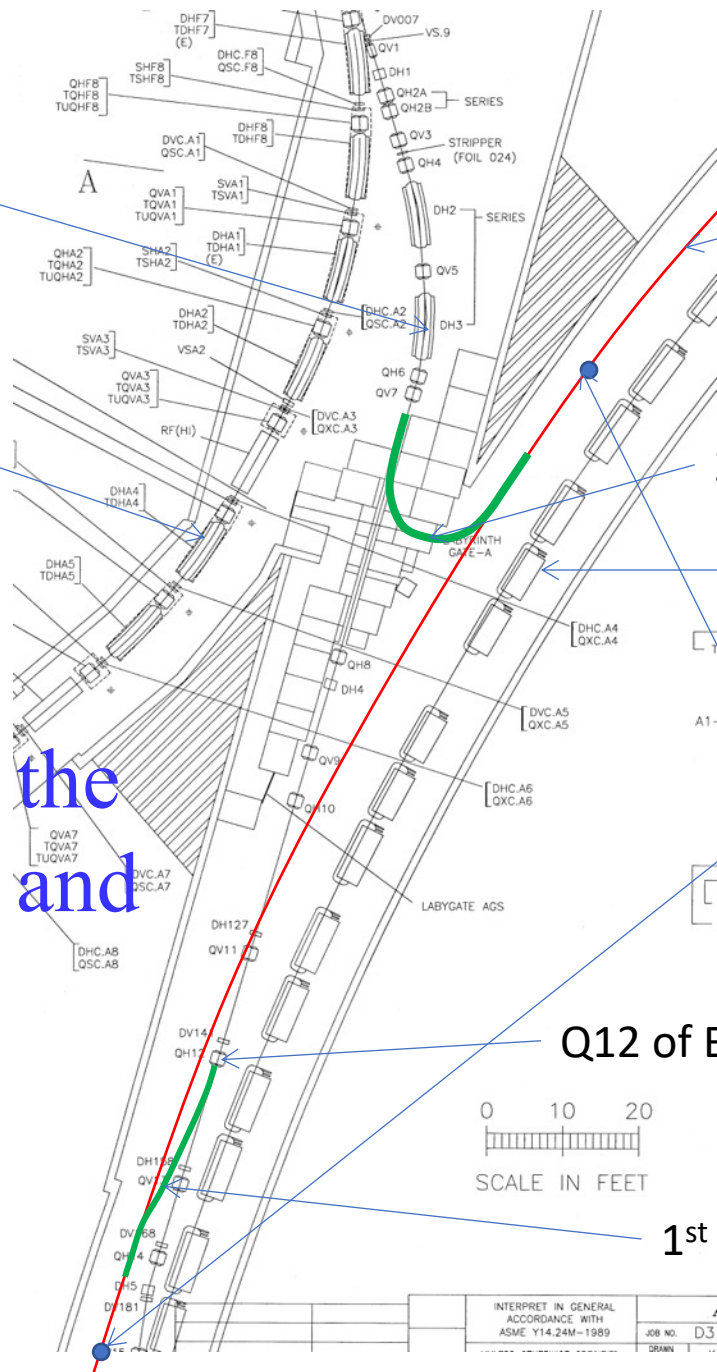 DHF7
TDHF7
(E)
DV007
VS.9
QV1
DHC.F8
QSC.F8
SHF8
TSHF8
DH1
QHF8
TQHF8
TUQHF8
QH2A
QH2B
SERIES
DHF8
TDHF8
QV3
STRIPPER
(FOIL 024)
DVC.A1
QSC.A1
QH4
A
SVA1
TSVA1
QVA1
TQVA1
TUQVA1
DH2
SERIES
DHA1
TDHA1
(E)
SHA2
TSHA2
QHA2
TQHA2
TUQHA2
QV5
DHC.A2
QSC.A2
DH3
DHA2
TDHA2
SVA3
TSVA3
VSA2
QH6
QV7
QVA3
TQVA3
TUQVA3
DVC.A3
QXC.A3
RF(HI)
DHA4
TDHA4
LABYRINTH
GATE-A
DHA5
TDHA5
DHC.A4
QXC.A4
QH8
DH4
DVC.A5
QXC.A5
A1-
QV9
the
DHC.A6
QXC.A6
QH10
QVA7
TQVA7
TUQVA7
and
DVC.A7
QSC.A7
LABYGATE AGS
DH127
QV11
DHC.A8
QSC.A8
QH12
Q12 of
0 10 20
SCALE IN FEET
1st
DH5
DV181
INTERPRET IN GENERAL
ACCORDANCE WITH
ASME Y14.24M-1989
JOB NO. D3
DRAWN